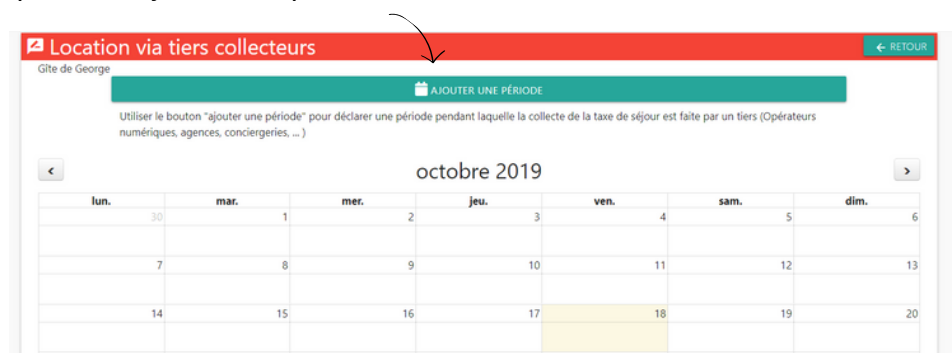 Location via tiers collecteurs
RETOUR
Gîte de George
AJOUTER UNE PÉRIODE
Utiliser le bouton "ajouter une période" pour déclarer une période pendant laquelle la collecte de la taxe de séjour est faite par un tiers (Opérateurs
numériques, agences, conciergeries, ... )
octobre 2019
lun. mar. mer. jeu. ven. sam. dim.
30 1 2 3 4 5 6
7 8 9 10 11 12 13
14 15 16 17 18 19 20